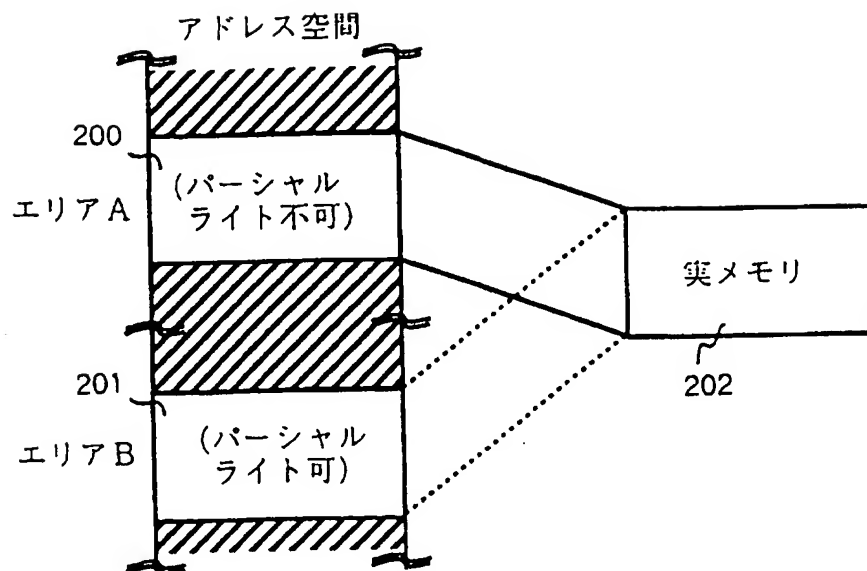 アドレス空間
200
エリアA
(パーシャル
ライト不可)
実メモリ
202
201
エリアB
(パーシャル
ライト可)